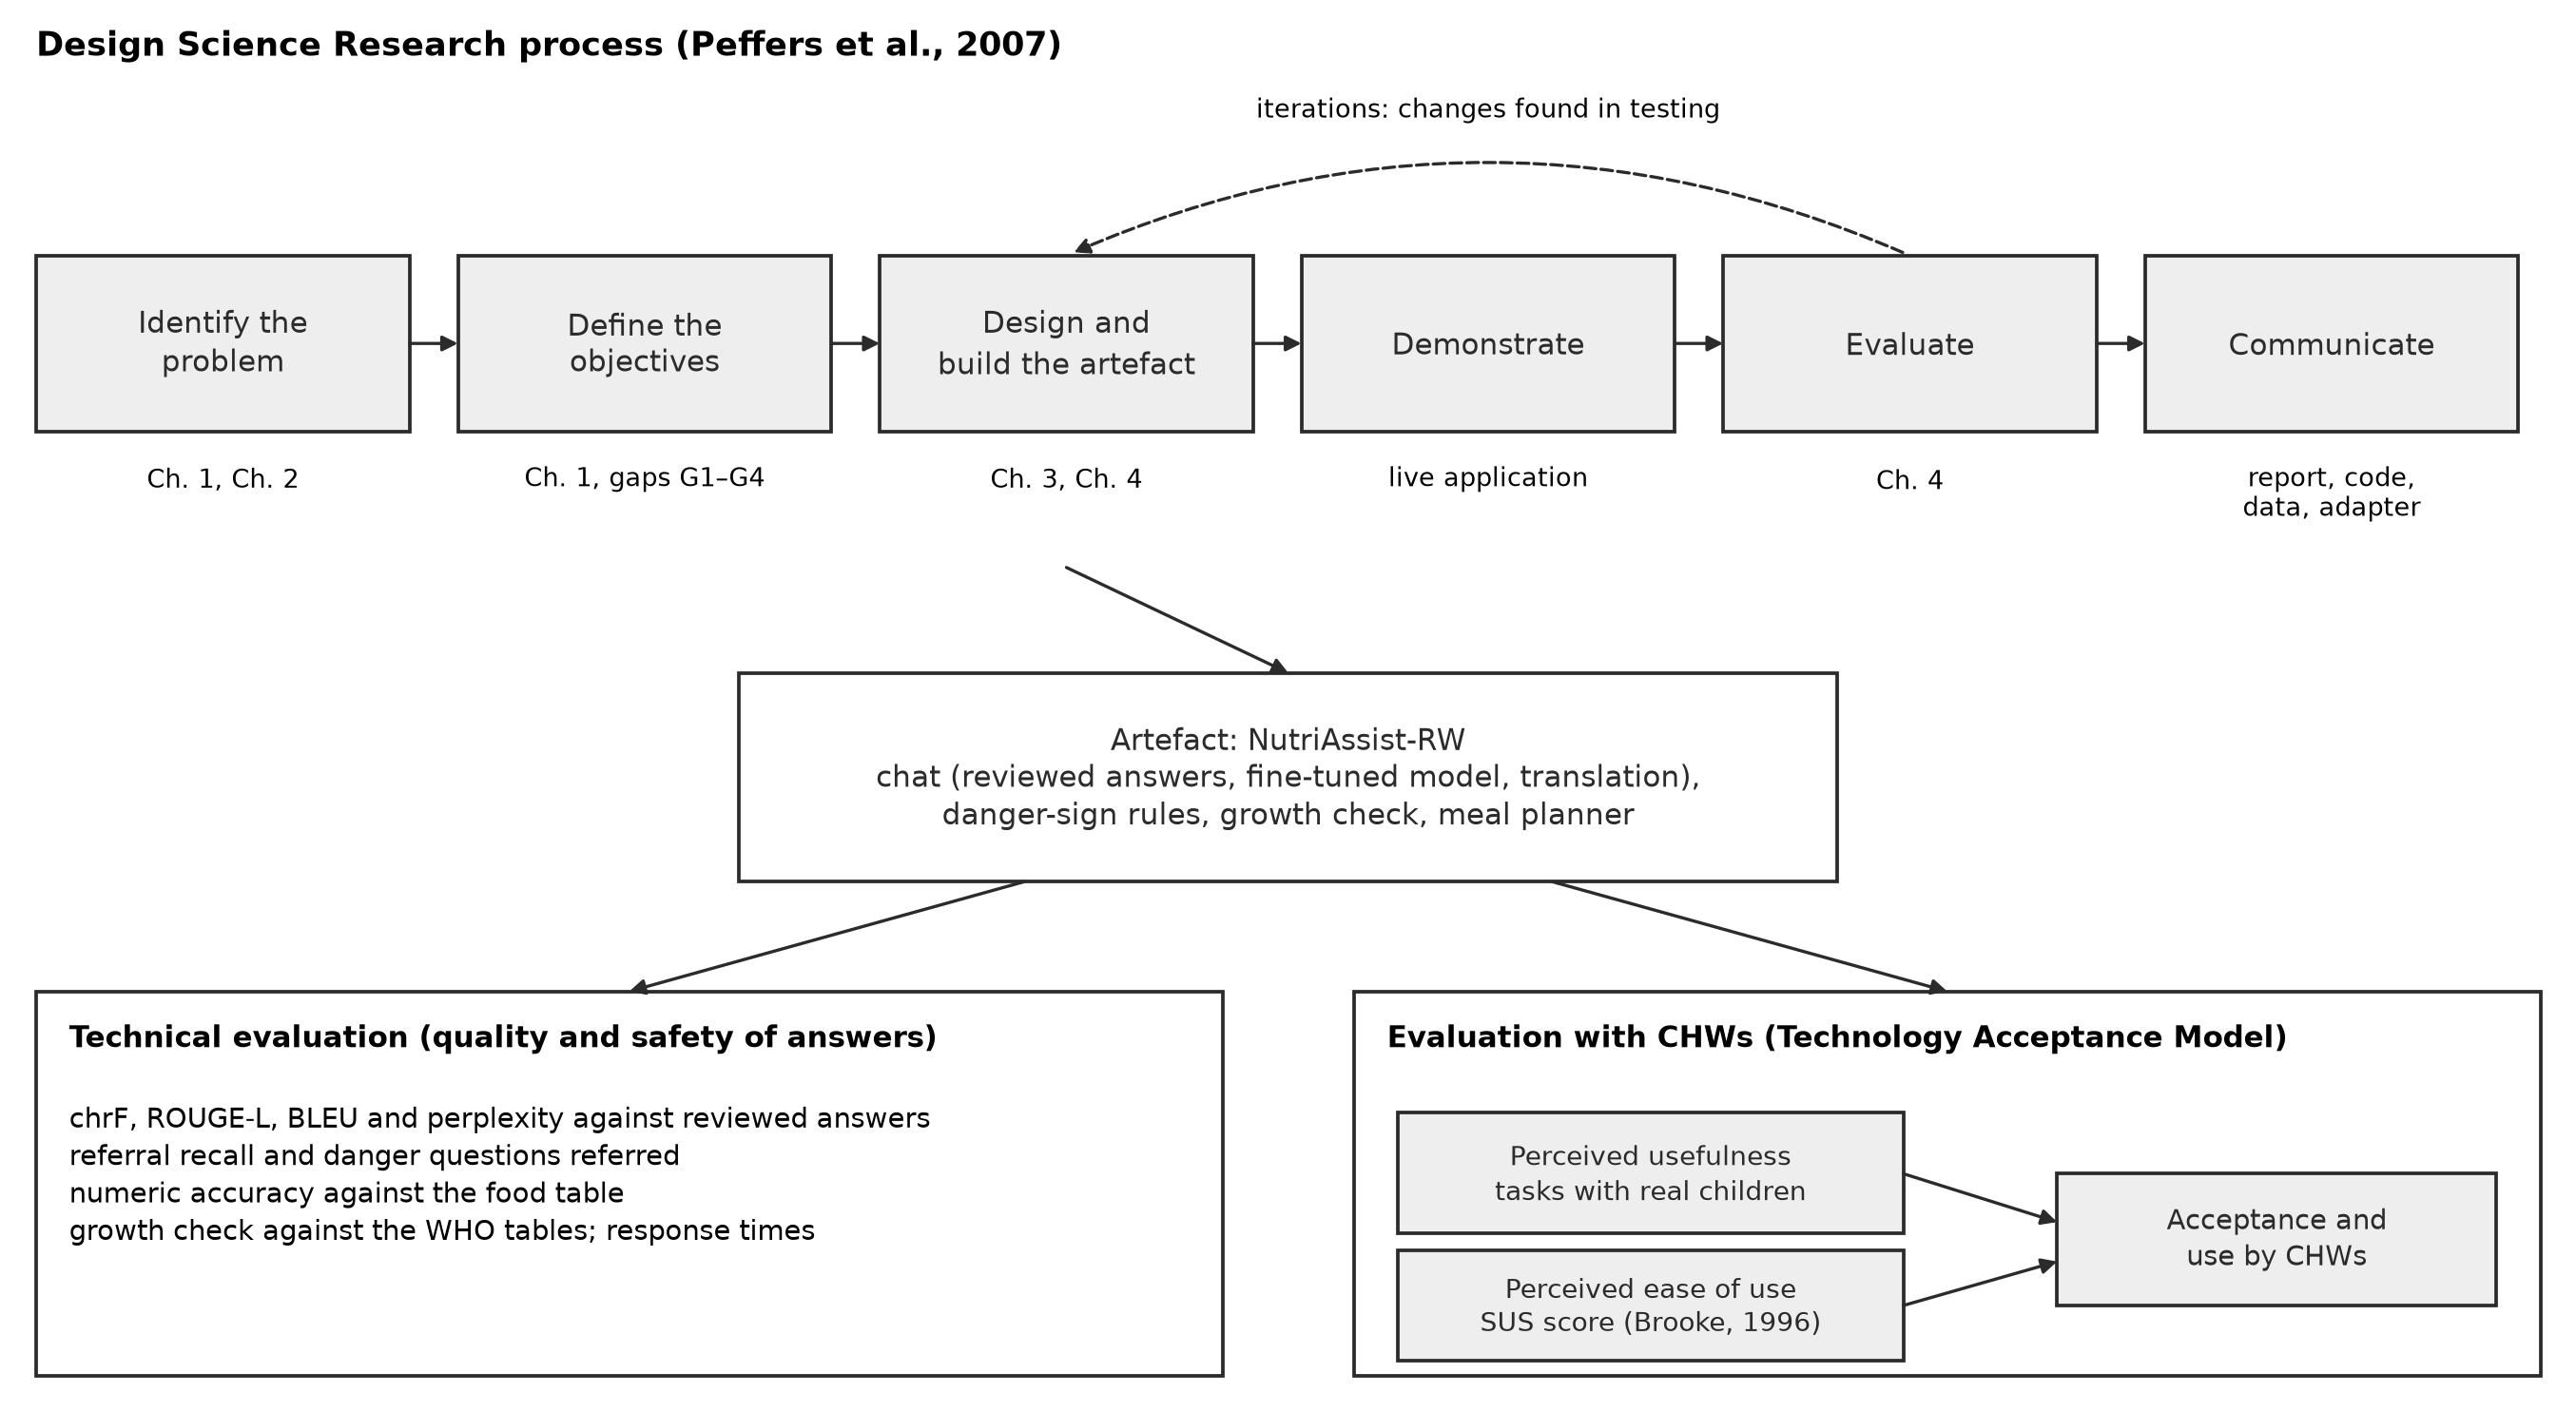 Design Science Research process (Peffers et al., 2007)
iterations: changes found in testing
Identify the
problem
Define the
objectives
Design and
build the artefact
Demonstrate
Evaluate
Communicate
Ch. 1, Ch. 2
Ch. 1, gaps G1–G4
Ch. 3, Ch. 4
live application
Ch. 4
report, code,
data, adapter
Artefact: NutriAssist-RW
chat (reviewed answers, fine-tuned model, translation),
danger-sign rules, growth check, meal planner
Technical evaluation (quality and safety of answers)
chrF, ROUGE-L, BLEU and perplexity against reviewed answers
referral recall and danger questions referred
numeric accuracy against the food table
growth check against the WHO tables; response times
Evaluation with CHWs (Technology Acceptance Model)
Perceived usefulness
tasks with real children
Perceived ease of use
SUS score (Brooke, 1996)
Acceptance and
use by CHWs